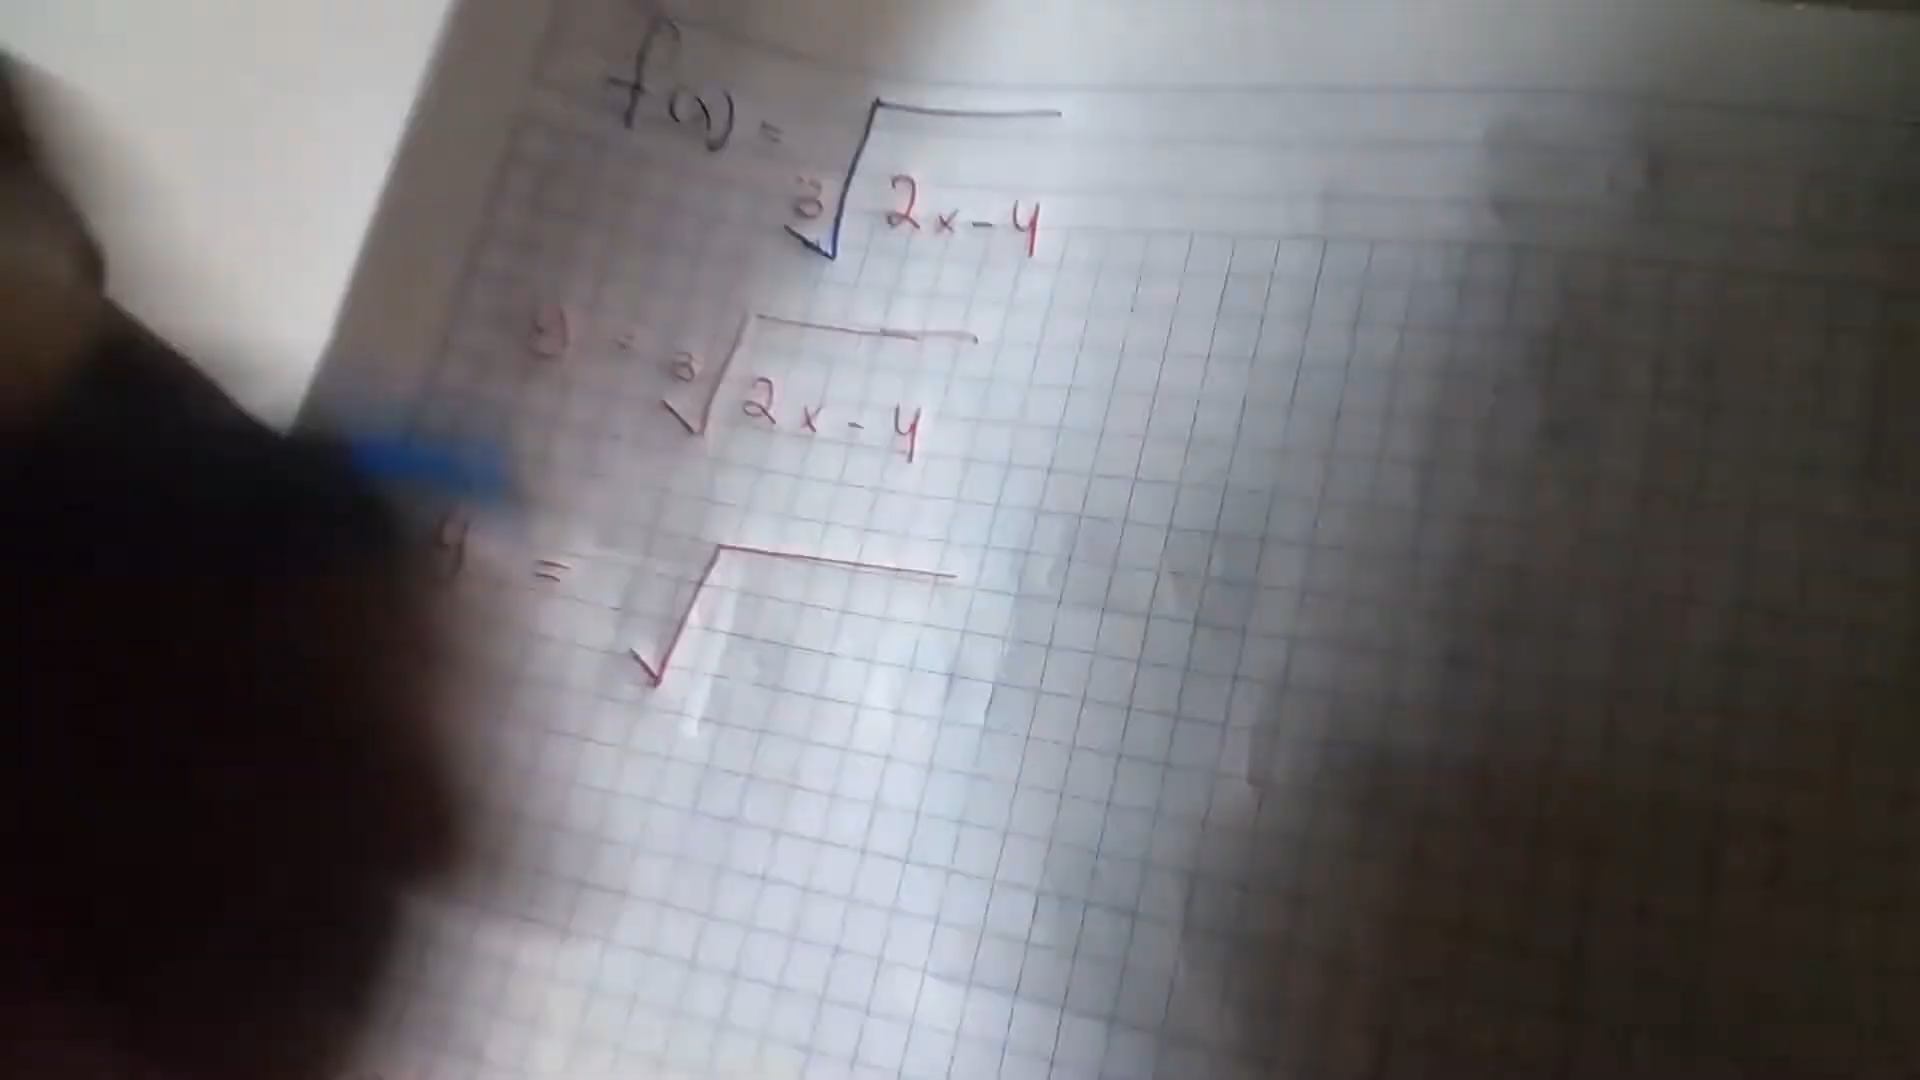 f(x) = ∛2x-4
y = ∛2x-4
y = √